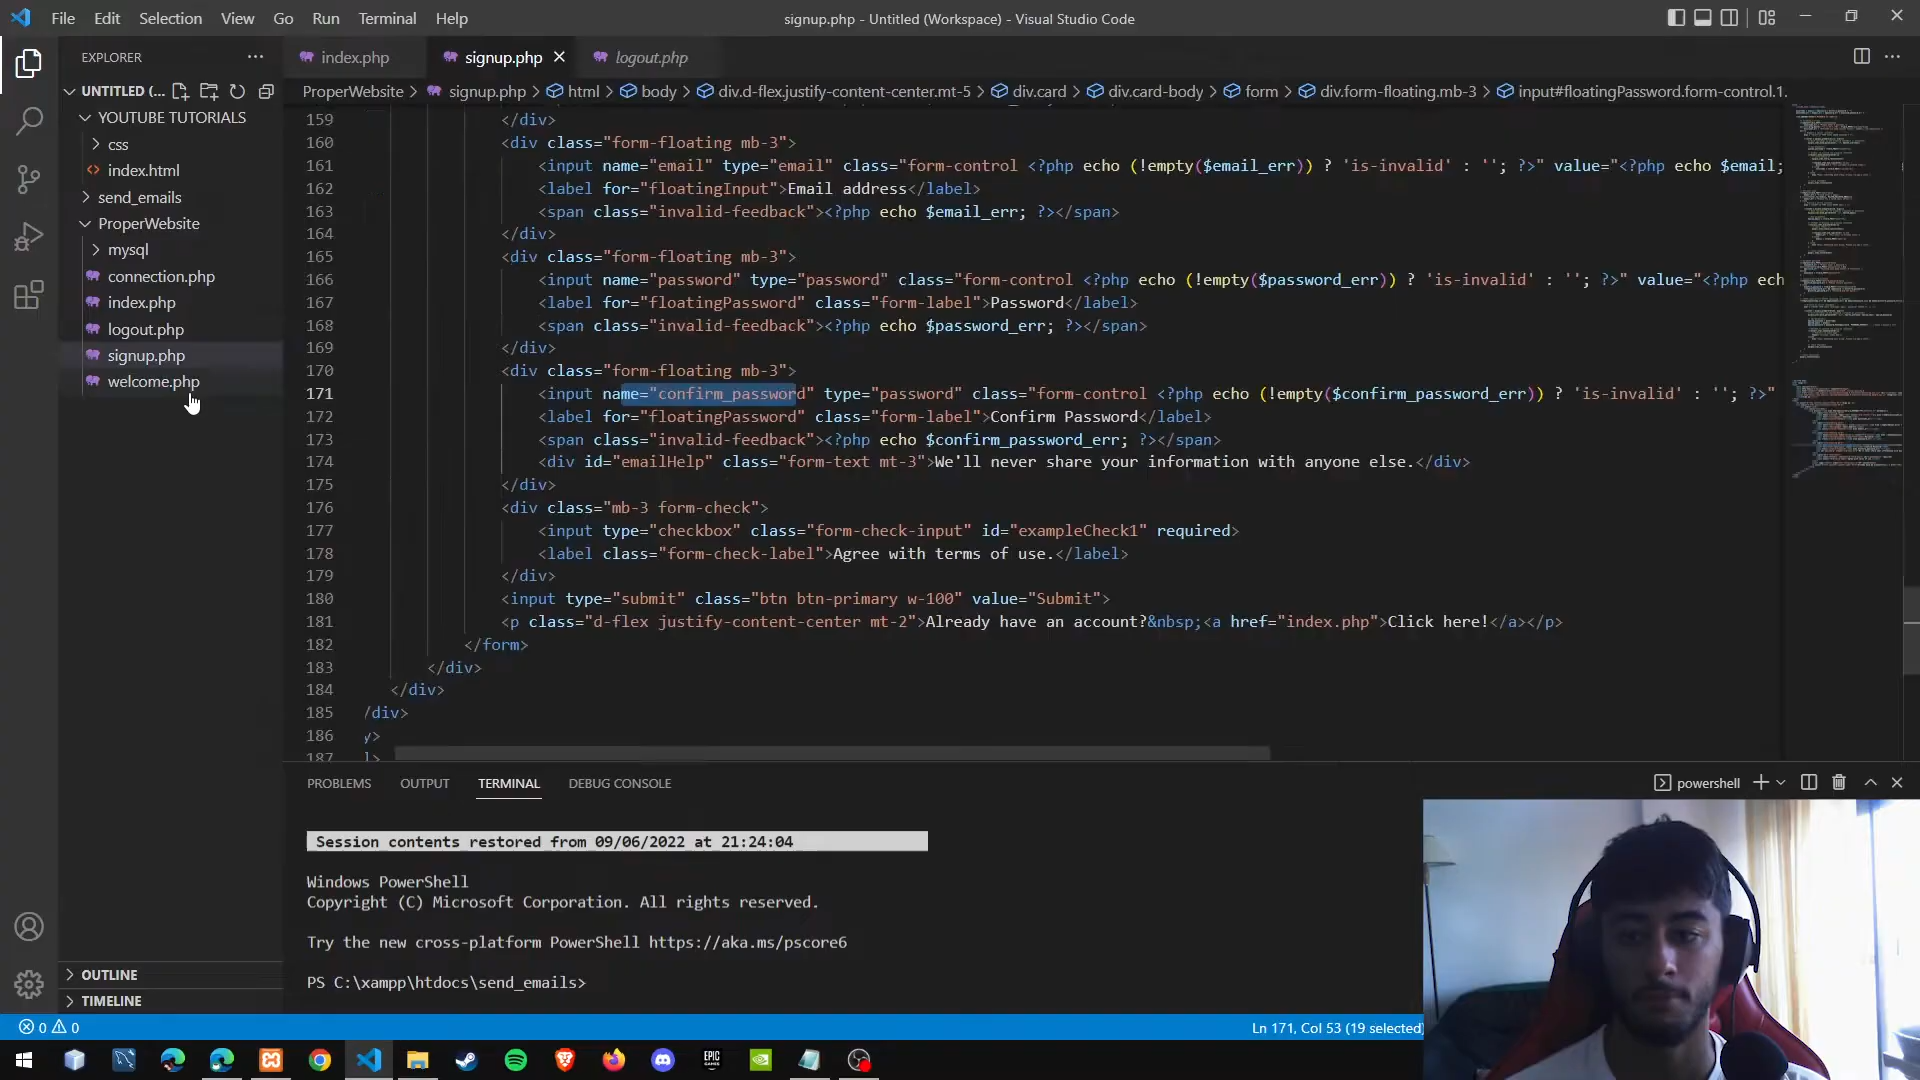 File Edit Selection View Go Run Terminal Help
signup.php - Untitled (Workspace) - Visual Studio Code
EXPLORER
index.php
signup.php
logout.php
UNTITLED (...
ProperWebsite > signup.php > html > body > div.d-flex.justify-content-center.mt-5 > div.card > div.card-body > form > div.form-floating.mb-3 > input#floatingPassword.form-control.1.
YOUTUBE TUTORIALS
css
index.html
send_emails
ProperWebsite
mysql
connection.php
index.php
logout.php
signup.php
welcome.php
159 </div>
160 <div class="form-floating mb-3">
161 <input name="email" type="email" class="form-control <?php echo (!empty($email_err)) ? 'is-invalid' : ''; ?>" value="<?php echo $email;
162 <label for="floatingInput">Email address</label>
163 <span class="invalid-feedback"><?php echo $email_err; ?></span>
164 </div>
165 <div class="form-floating mb-3">
166 <input name="password" type="password" class="form-control <?php echo (!empty($password_err)) ? 'is-invalid' : ''; ?>" value="<?php ech
167 <label for="floatingPassword" class="form-label">Password</label>
168 <span class="invalid-feedback"><?php echo $password_err; ?></span>
169 </div>
170 <div class="form-floating mb-3">
171 <input name="confirm_password" type="password" class="form-control <?php echo (!empty($confirm_password_err)) ? 'is-invalid' : ''; ?>"
172 <label for="floatingPassword" class="form-label">Confirm Password</label>
173 <span class="invalid-feedback"><?php echo $confirm_password_err; ?></span>
174 <div id="emailHelp" class="form-text mt-3">We'll never share your information with anyone else.</div>
175 </div>
176 <div class="mb-3 form-check">
177 <input type="checkbox" class="form-check-input" id="exampleCheck1" required>
178 <label class="form-check-label">Agree with terms of use.</label>
179 </div>
180 <input type="submit" class="btn btn-primary w-100" value="Submit">
181 <p class="d-flex justify-content-center mt-2">Already have an account?&nbsp;<a href="index.php">Click here!</a></p>
182 </form>
183 </div>
184 </div>
185 /div>
186 y>
187 l>
PROBLEMS OUTPUT TERMINAL DEBUG CONSOLE
powershell
Session contents restored from 09/06/2022 at 21:24:04
Windows PowerShell
Copyright (C) Microsoft Corporation. All rights reserved.
Try the new cross-platform PowerShell https://aka.ms/pscore6
PS C:\xampp\htdocs\send_emails>
OUTLINE
TIMELINE
0 0
Ln 171, Col 53 (19 selected)
EPIC GAMES